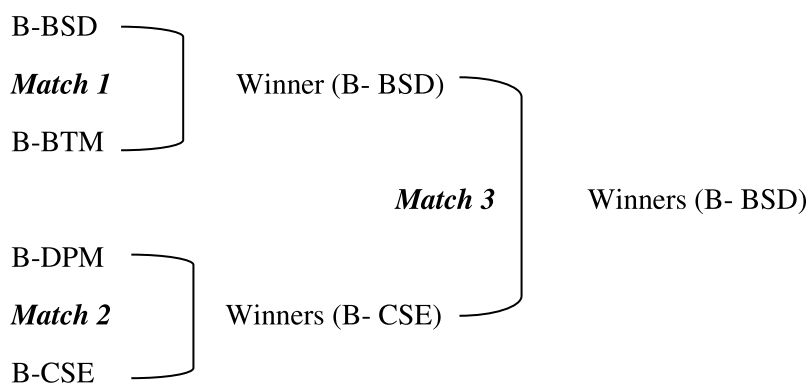 B-BSD
Match 1
Winner (B- BSD)
B-BTM
Match 3
Winners (B- BSD)
B-DPM
Match 2
Winners (B- CSE)
B-CSE